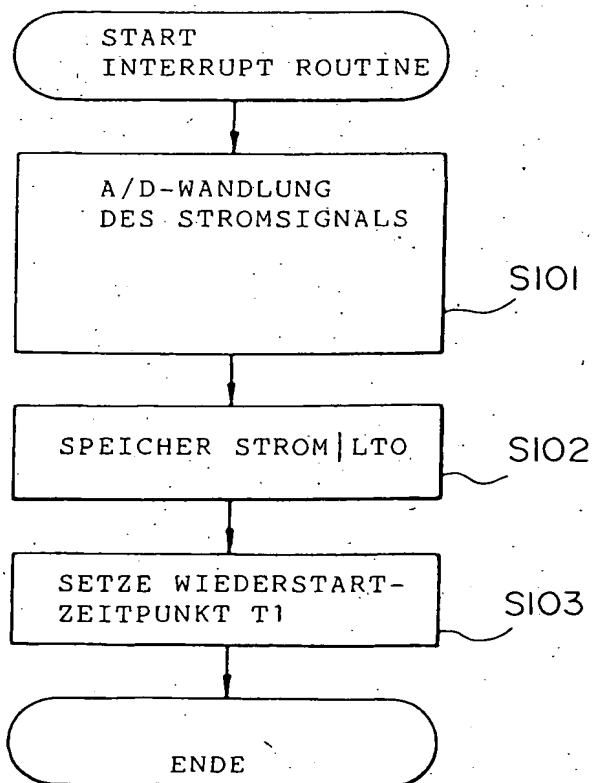 START
INTERRUPT ROUTINE
A/D-WANDLUNG
DES STROMSIGNALS
S101
SPEICHER STROM|LTO
S102
SETZE WIEDERSTART-
ZEITPUNKT T1
S103
ENDE